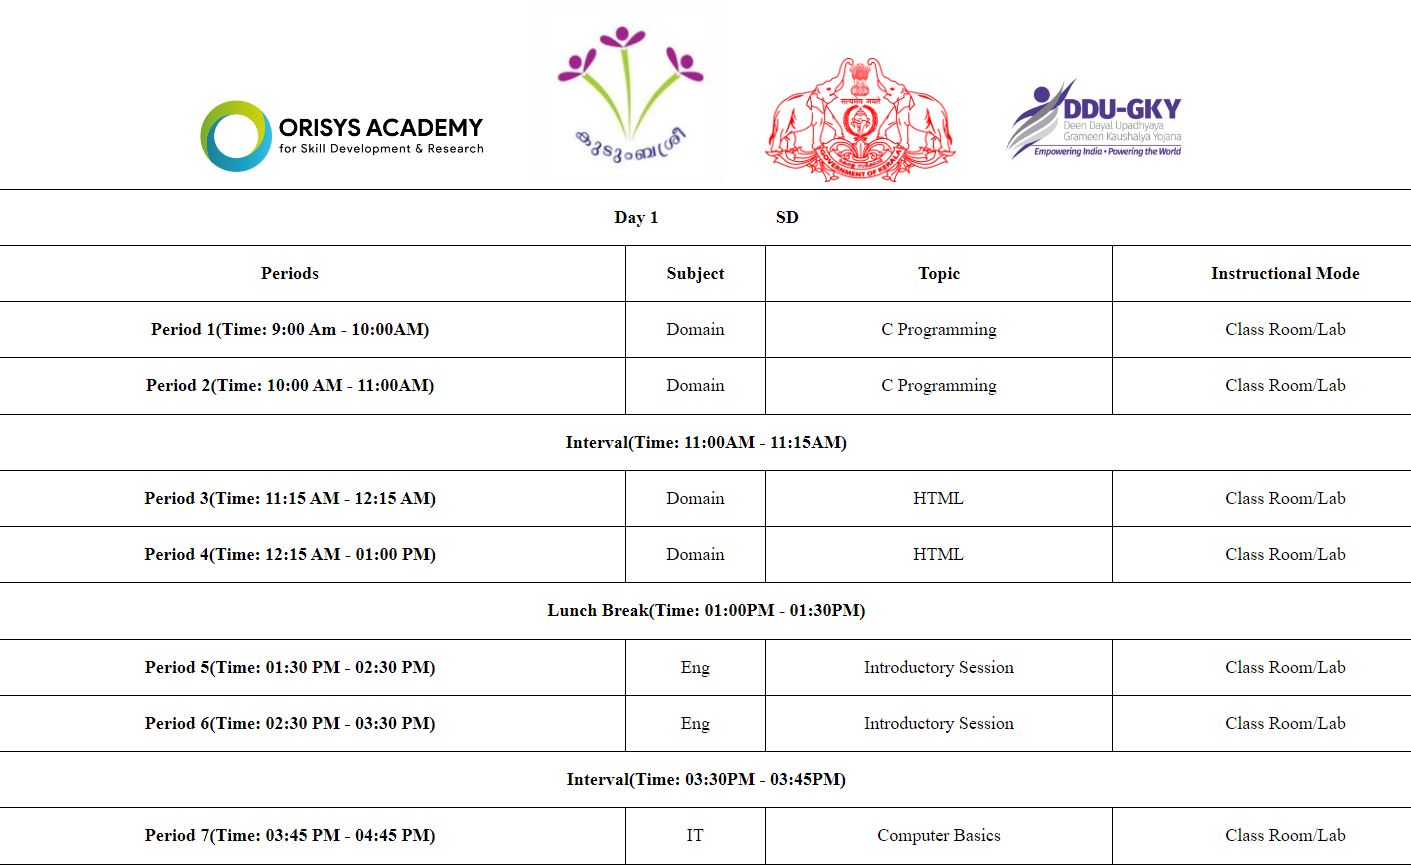 ORISYS ACADEMY
for Skill Development & Research
കുടുംബശ്രീ
सत्यमेव जयते
GOVERNMENT OF KERALA
DDU-GKY
Deen Dayal Upadhyaya
Grameen Kaushalya Yojana
Empowering India • Powering the World
Day 1 SD
Periods Subject Topic Instructional Mode
Period 1(Time: 9:00 Am - 10:00AM) Domain C Programming Class Room/Lab
Period 2(Time: 10:00 AM - 11:00AM) Domain C Programming Class Room/Lab
Interval(Time: 11:00AM - 11:15AM)
Period 3(Time: 11:15 AM - 12:15 AM) Domain HTML Class Room/Lab
Period 4(Time: 12:15 AM - 01:00 PM) Domain HTML Class Room/Lab
Lunch Break(Time: 01:00PM - 01:30PM)
Period 5(Time: 01:30 PM - 02:30 PM) Eng Introductory Session Class Room/Lab
Period 6(Time: 02:30 PM - 03:30 PM) Eng Introductory Session Class Room/Lab
Interval(Time: 03:30PM - 03:45PM)
Period 7(Time: 03:45 PM - 04:45 PM) IT Computer Basics Class Room/Lab